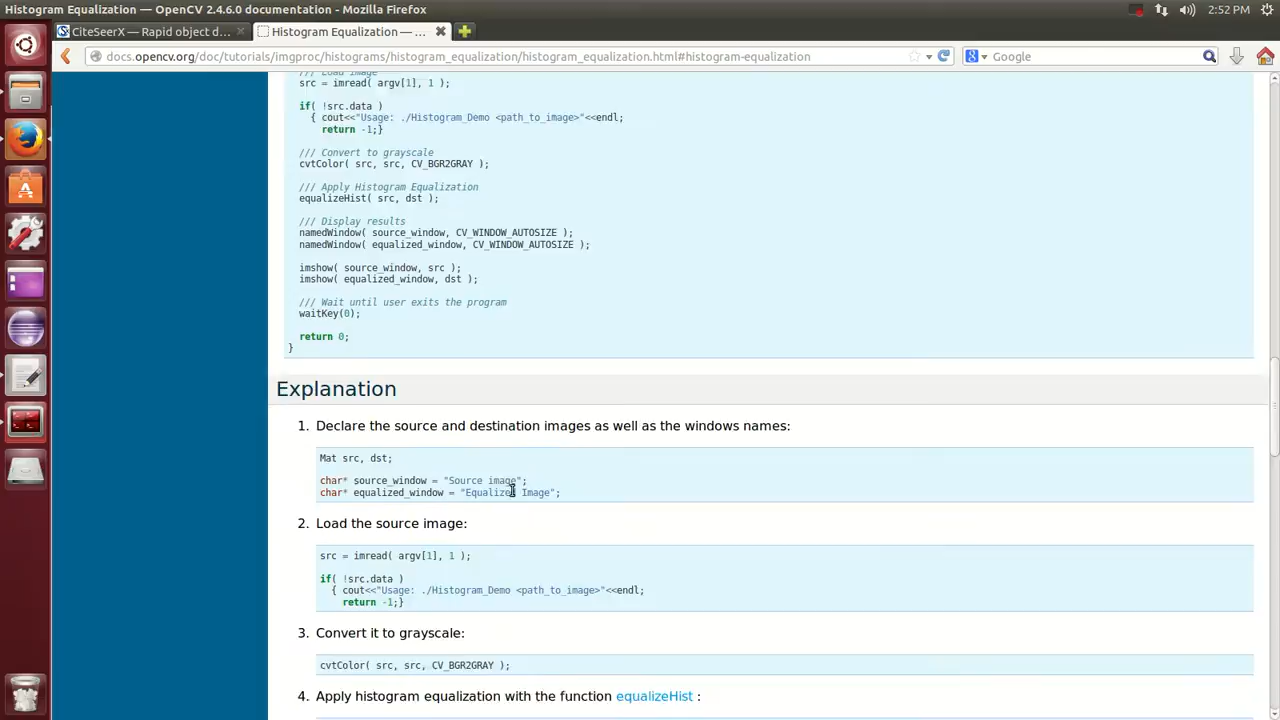 Histogram Equalization — OpenCV 2.4.6.0 documentation - Mozilla Firefox
2:52 PM
CiteSeerX — Rapid object d...
Histogram Equalization — ...
docs.opencv.org/doc/tutorials/imgproc/histograms/histogram_equalization/histogram_equalization.html#histogram-equalization
Google
/// Load image
src = imread( argv[1], 1 );
if( !src.data )
{ cout<<"Usage: ./Histogram_Demo <path_to_image>"<<endl;
return -1;}
/// Convert to grayscale
cvtColor( src, src, CV_BGR2GRAY );
/// Apply Histogram Equalization
equalizeHist( src, dst );
/// Display results
namedWindow( source_window, CV_WINDOW_AUTOSIZE );
namedWindow( equalized_window, CV_WINDOW_AUTOSIZE );
imshow( source_window, src );
imshow( equalized_window, dst );
/// Wait until user exits the program
waitKey(0);
return 0;
}
Explanation
1. Declare the source and destination images as well as the windows names:
Mat src, dst;
char* source_window = "Source image";
char* equalized_window = "Equalized Image";
2. Load the source image:
src = imread( argv[1], 1 );
if( !src.data )
{ cout<<"Usage: ./Histogram_Demo <path_to_image>"<<endl;
return -1;}
3. Convert it to grayscale:
cvtColor( src, src, CV_BGR2GRAY );
4. Apply histogram equalization with the function equalizeHist :